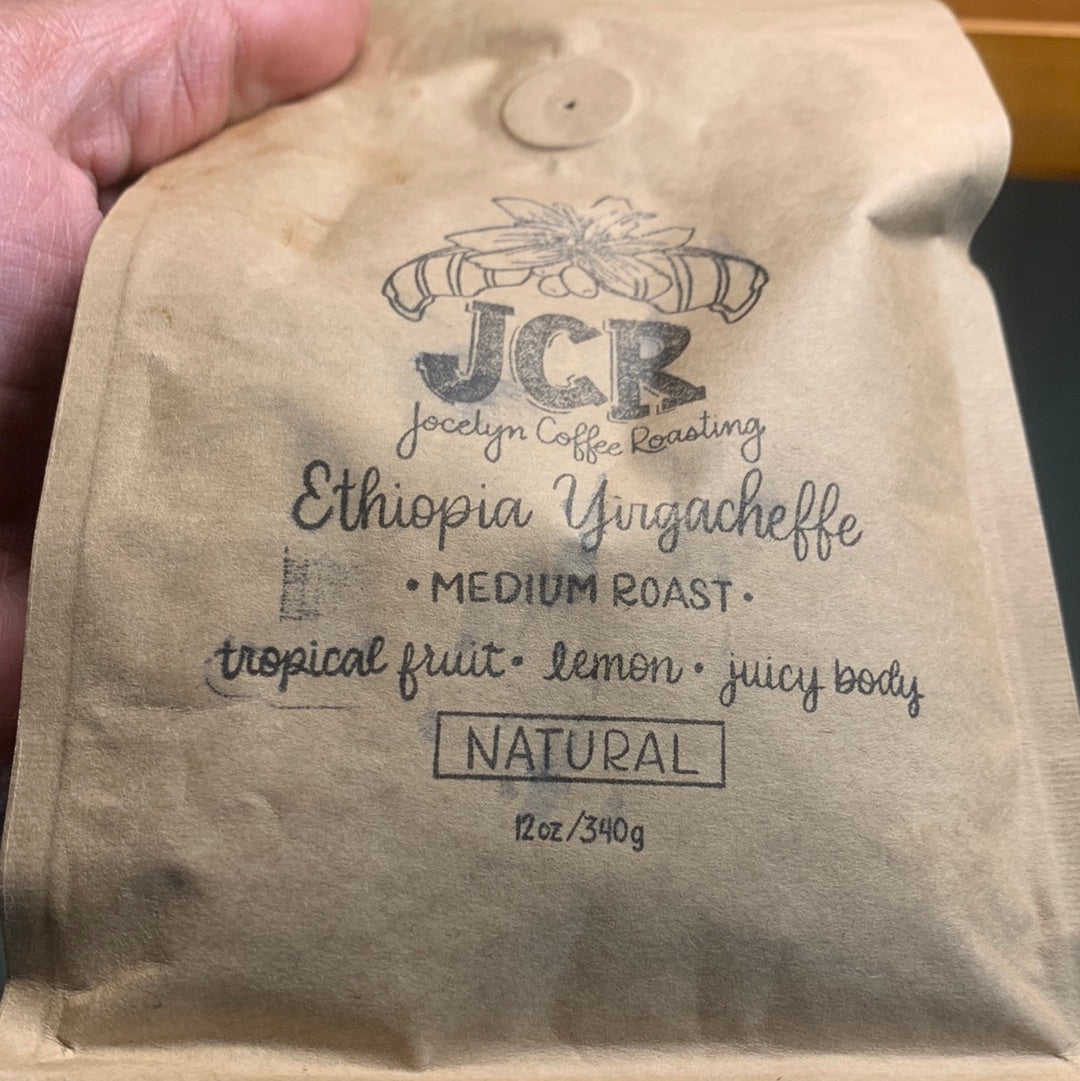 JCR
Jocelyn Coffee Roasting
Ethiopia Yirgacheffe
• MEDIUM ROAST •
tropical fruit • lemon • juicy body
NATURAL
12oz/340g